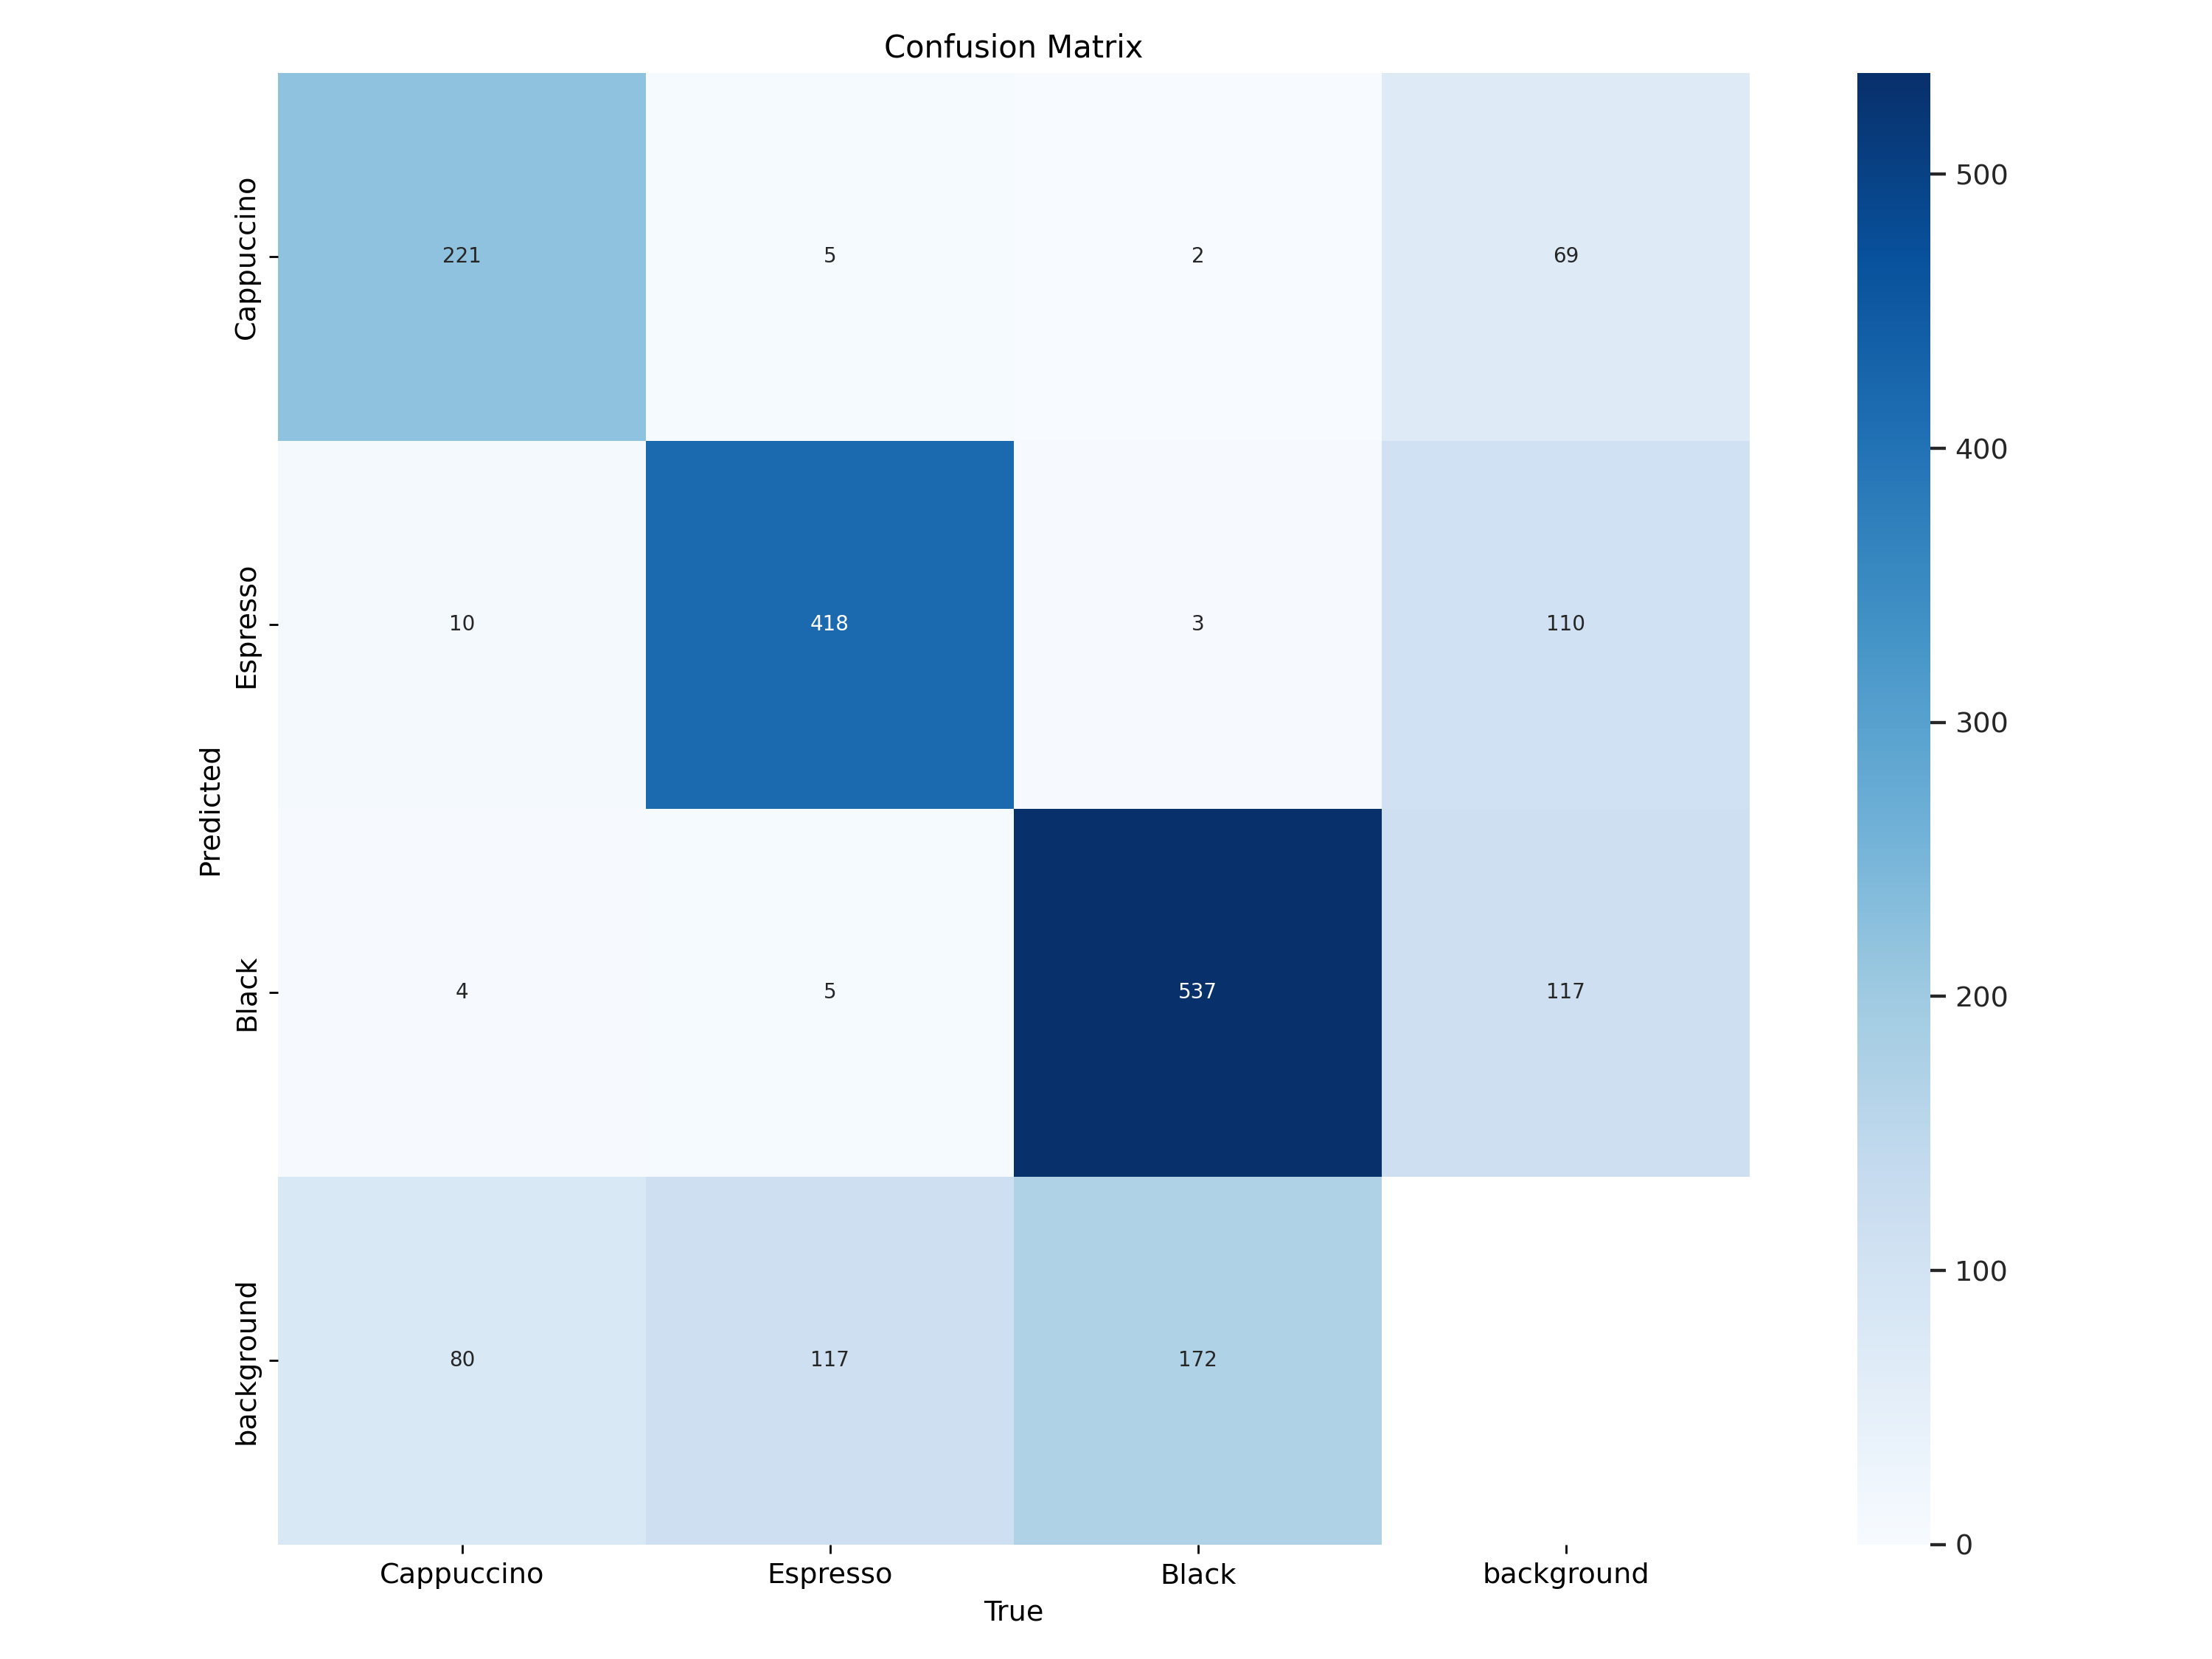 Confusion Matrix
Cappuccino
221 5 2 69
Espresso
10 418 3 110
Predicted
Black
4 5 537 117
background
80 117 172
Cappuccino Espresso Black background
True
500
400
300
200
100
0